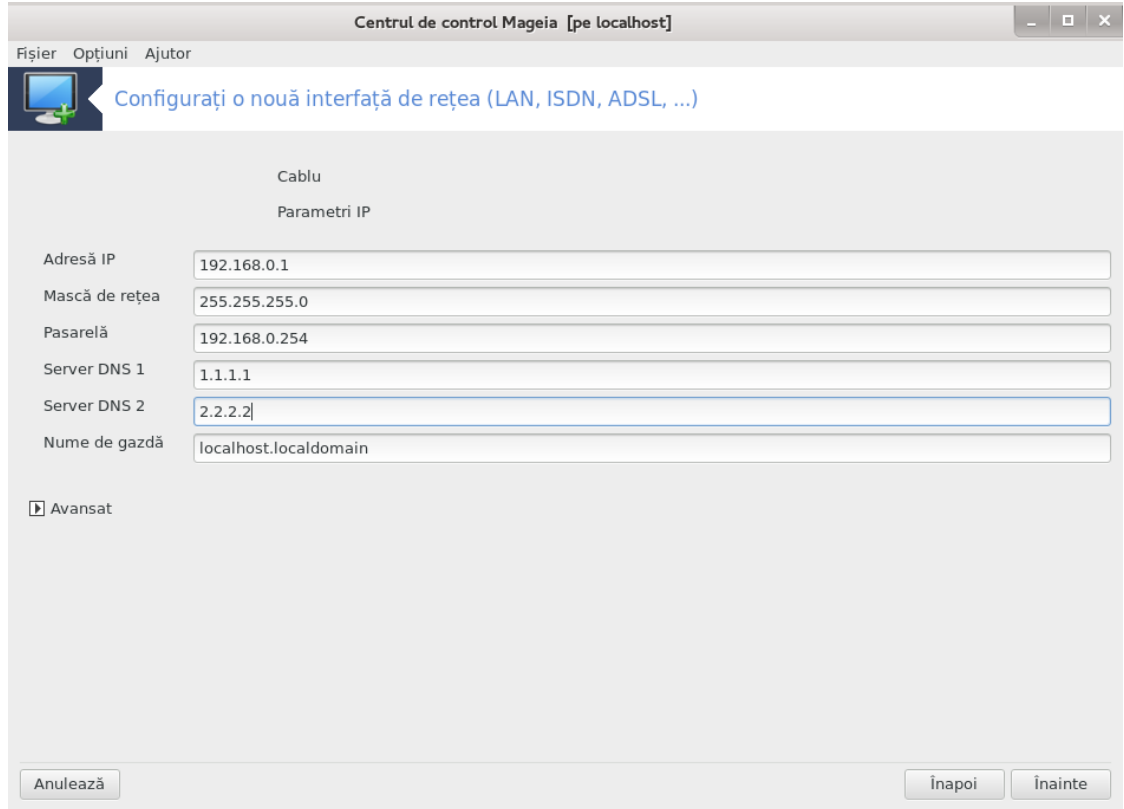 Centrul de control Mageia [pe localhost]
Fișier Opțiuni Ajutor
Configurați o nouă interfață de rețea (LAN, ISDN, ADSL, ...)
Cablu
Parametri IP
Adresă IP 192.168.0.1
Mască de rețea 255.255.255.0
Pasarelă 192.168.0.254
Server DNS 1 1.1.1.1
Server DNS 2 2.2.2.2
Nume de gazdă localhost.localdomain
Avansat
Anulează Înapoi Înainte